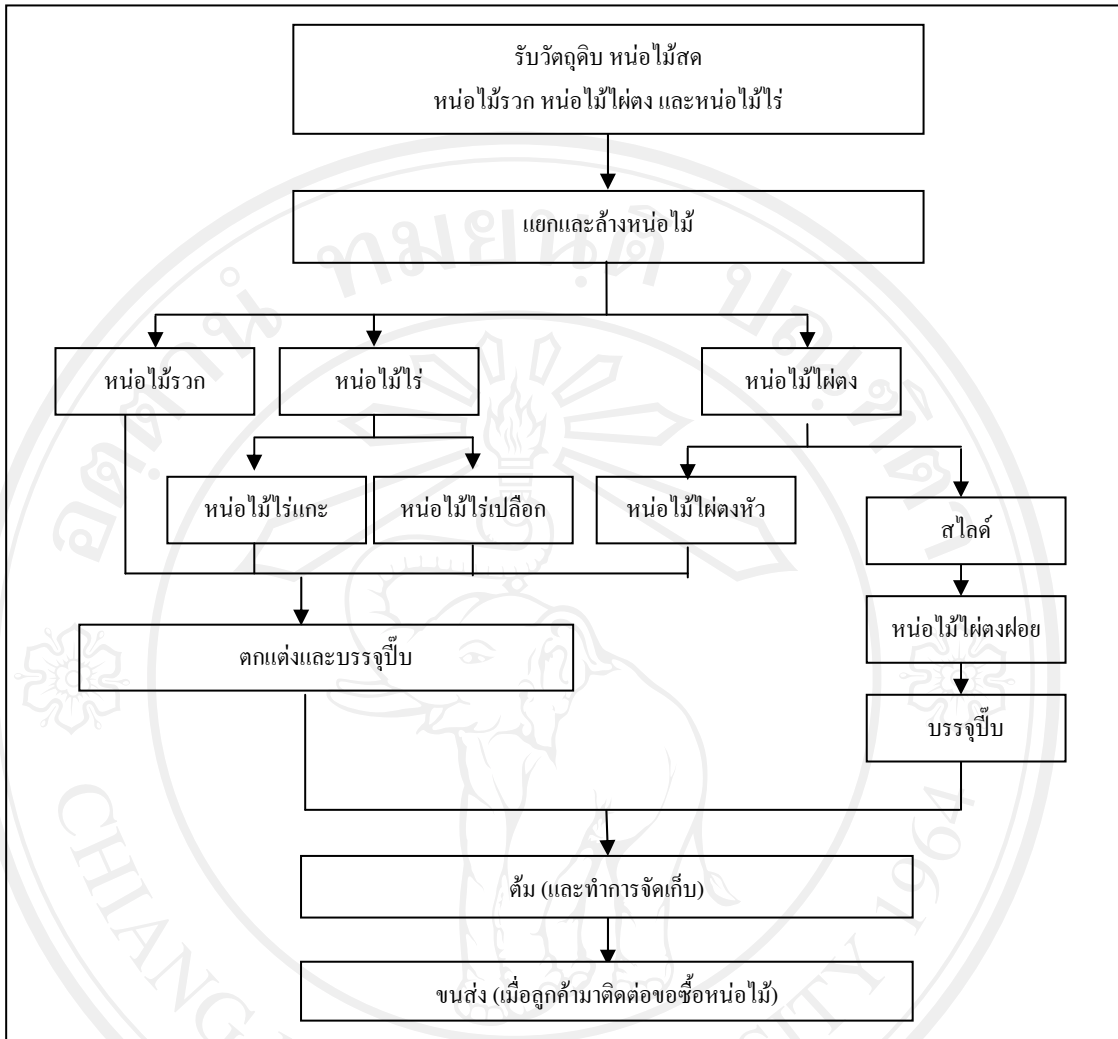 รับวัตถุดิบ หน่อไม้สด
หน่อไม้รวก หน่อไม้ไผ่ตง และหน่อไม้ไร่
แยกและล้างหน่อไม้
หน่อไม้รวก
หน่อไม้ไร่
หน่อไม้ไผ่ตง
หน่อไม้ไร่แกะ
หน่อไม้ไร่เปลือก
หน่อไม้ไผ่ตงหัว
สไลด์
หน่อไม้ไผ่ตงฝอย
ตกแต่งและบรรจุปี๊บ
บรรจุปี๊บ
ต้ม (และทำการจัดเก็บ)
ขนส่ง (เมื่อลูกค้ามาติดต่อขอซื้อหน่อไม้)